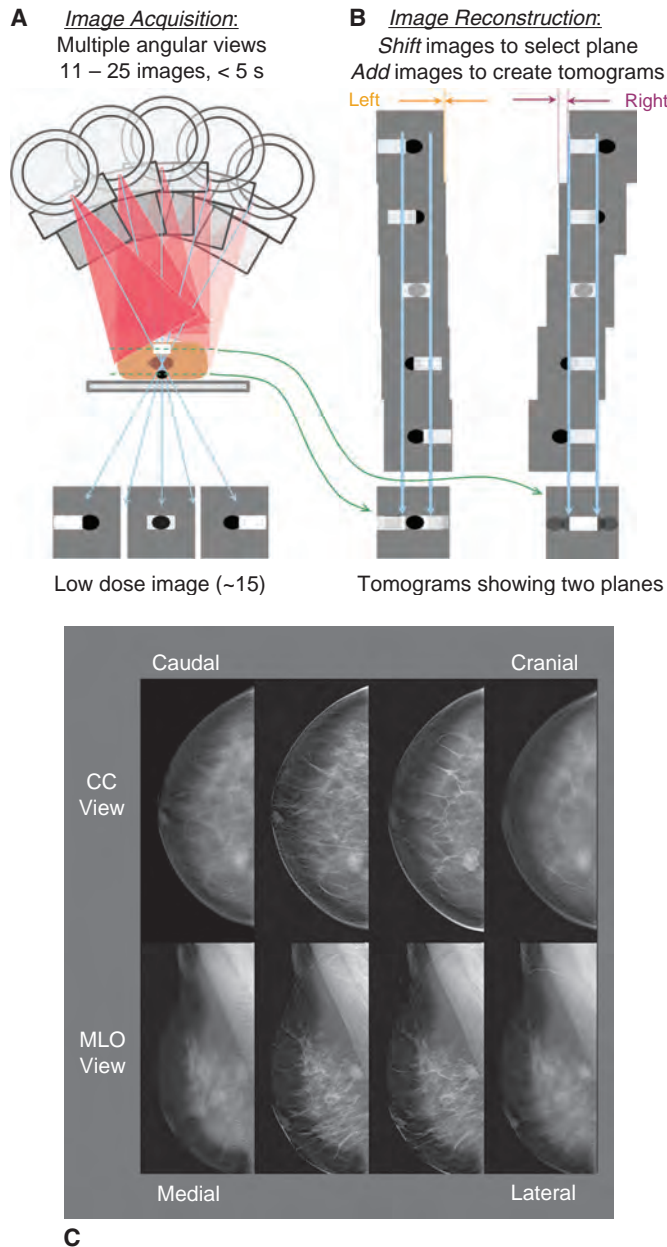 A
Image Acquisition:
Multiple angular views
11 – 25 images, < 5 s
B
Image Reconstruction:
Shift images to select plane
Add images to create tomograms
Left
Right
Low dose image (~15)
Tomograms showing two planes
Caudal
Cranial
CC
View
MLO
View
Medial
Lateral
C